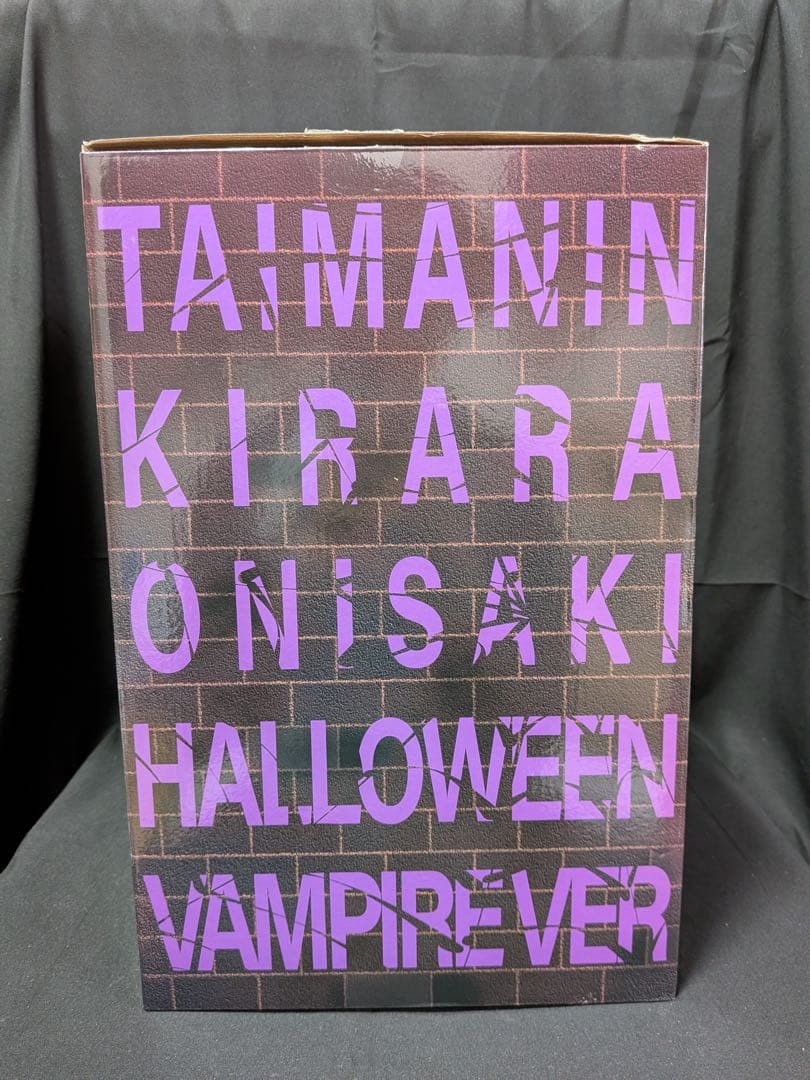 TAIMANIN
KIRARA
ONISAKI
HALLOWEEN
VAMPIRE VER